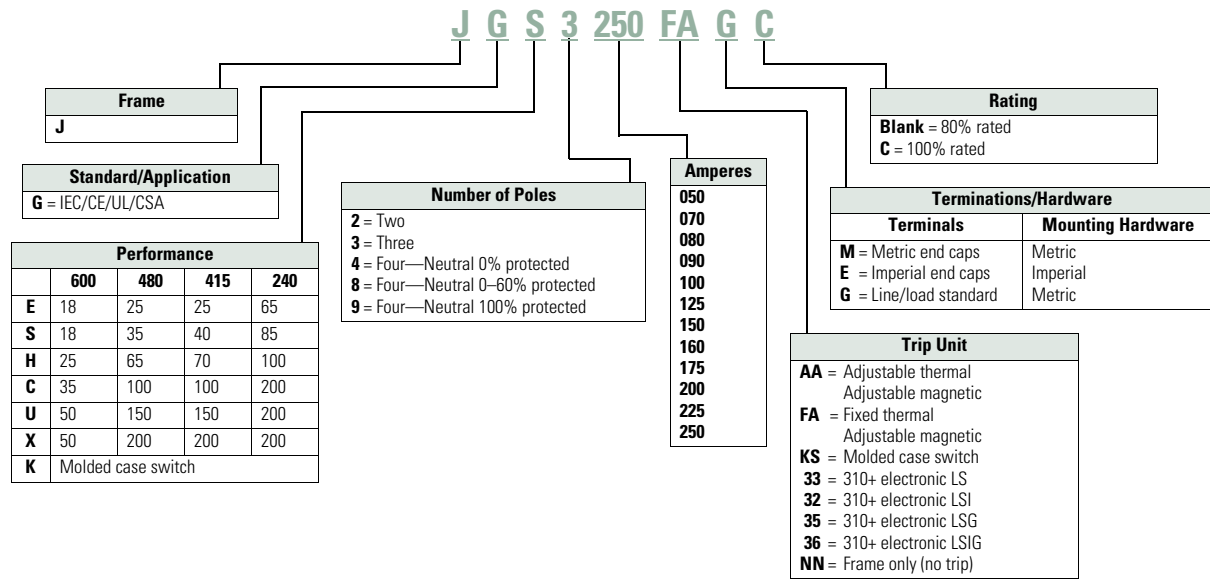 J G S 3 250 FA G C
Frame
J
Standard/Application
G = IEC/CE/UL/CSA
Performance
600 480 415 240
E 18 25 25 65
S 18 35 40 85
H 25 65 70 100
C 35 100 100 200
U 50 150 150 200
X 50 200 200 200
K Molded case switch
Number of Poles
2 = Two
3 = Three
4 = Four—Neutral 0% protected
8 = Four—Neutral 0–60% protected
9 = Four—Neutral 100% protected
Amperes
050
070
080
090
100
125
150
160
175
200
225
250
Trip Unit
AA = Adjustable thermal
Adjustable magnetic
FA = Fixed thermal
Adjustable magnetic
KS = Molded case switch
33 = 310+ electronic LS
32 = 310+ electronic LSI
35 = 310+ electronic LSG
36 = 310+ electronic LSIG
NN = Frame only (no trip)
Terminations/Hardware
Terminals Mounting Hardware
M = Metric end caps Metric
E = Imperial end caps Imperial
G = Line/load standard Metric
Rating
Blank = 80% rated
C = 100% rated